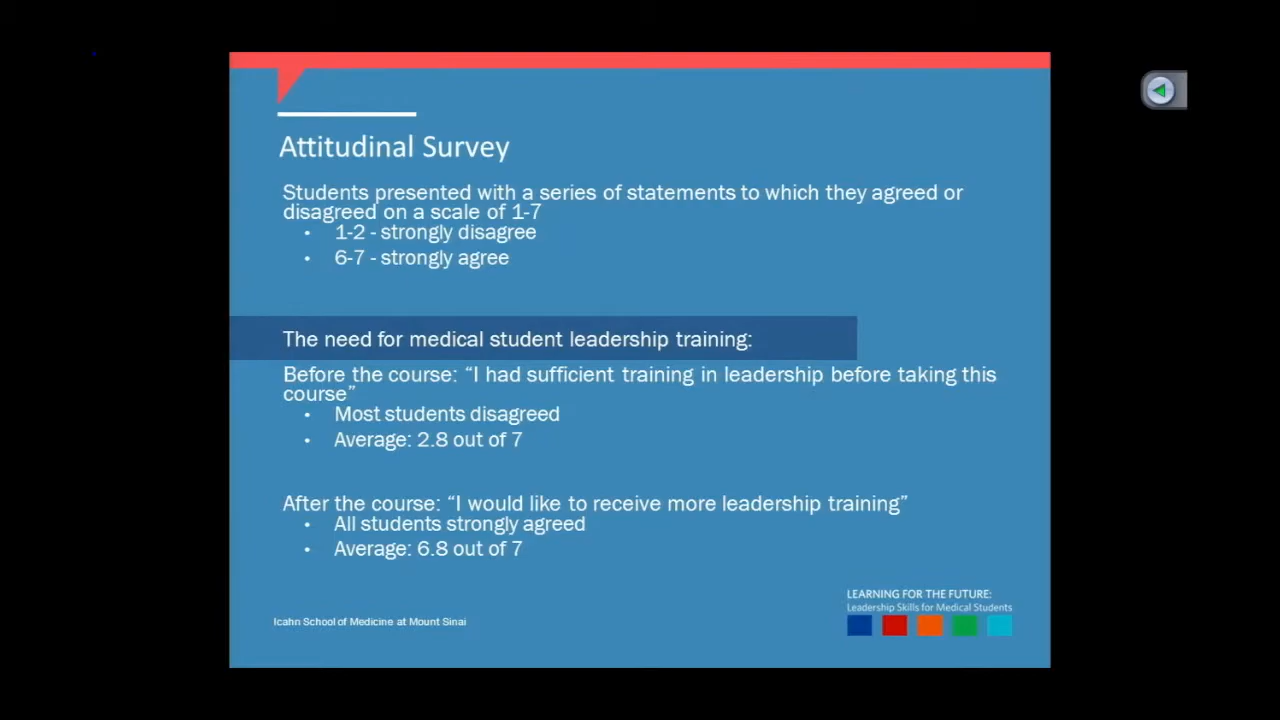 Attitudinal Survey
Students presented with a series of statements to which they agreed or
disagreed on a scale of 1-7
• 1-2 - strongly disagree
• 6-7 - strongly agree
The need for medical student leadership training:
Before the course: “I had sufficient training in leadership before taking this
course”
• Most students disagreed
• Average: 2.8 out of 7
After the course: “I would like to receive more leadership training”
• All students strongly agreed
• Average: 6.8 out of 7
LEARNING FOR THE FUTURE:
Leadership Skills for Medical Students
Icahn School of Medicine at Mount Sinai